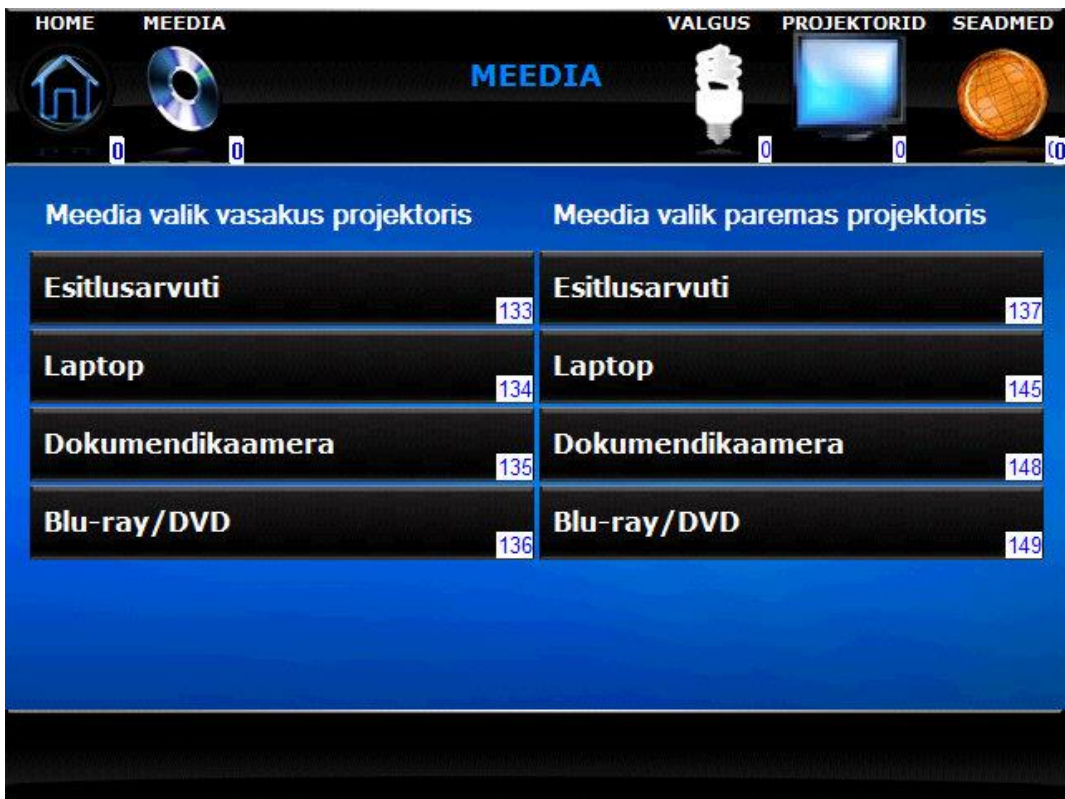 HOME MEEDIA VALGUS PROJEKTORID SEADMED
MEEDIA
0 0 0 0 0
Meedia valik vasakus projektoris Meedia valik paremas projektoris
Esitlusarvuti 133 Esitlusarvuti 137
Laptop 134 Laptop 145
Dokumendikaamera 135 Dokumendikaamera 148
Blu-ray/DVD 136 Blu-ray/DVD 149